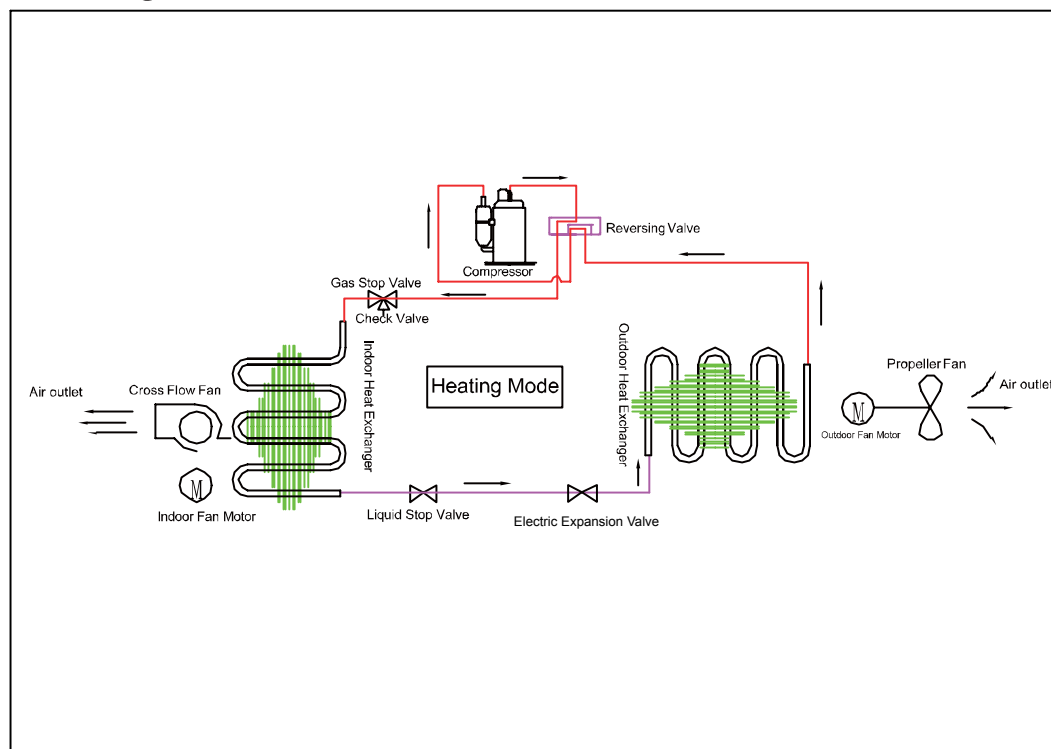 Reversing Valve
Compressor
Gas Stop Valve
Check Valve
Indoor Heat Exchanger
Outdoor Heat Exchanger
Heating Mode
Air outlet
Cross Flow Fan
M
Indoor Fan Motor
Liquid Stop Valve
Electric Expansion Valve
Propeller Fan
Air outlet
M
Outdoor Fan Motor